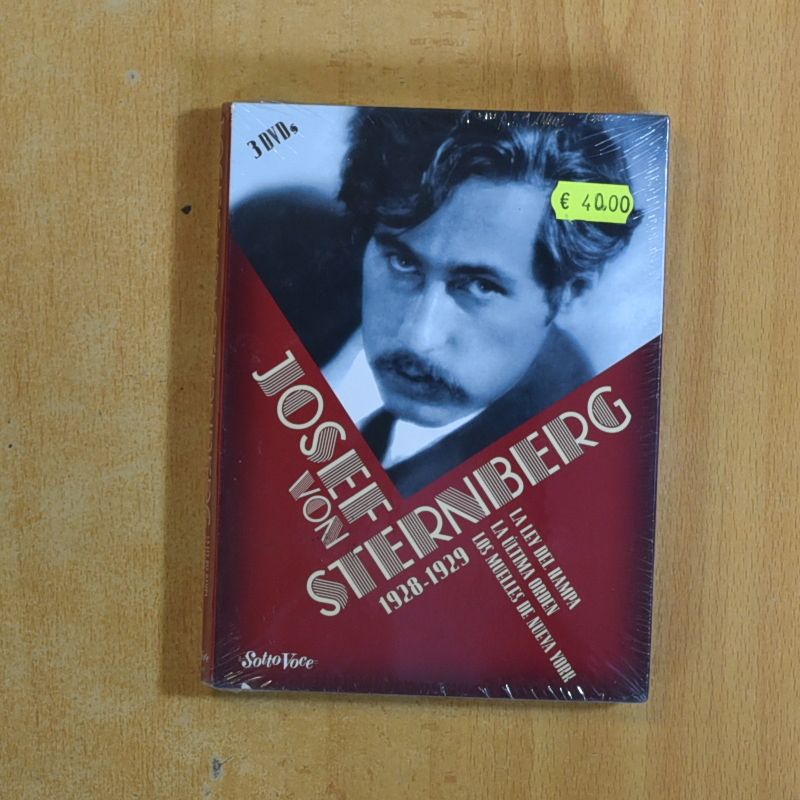 3 DVDs
€ 40,00
JOSEF
VON
STERNBERG
1928-1929
LA LEY DEL HAMPA
LA ÚLTIMA ORDEN
LOS MUELLES DE NUEVA YORK
Sotto Voce